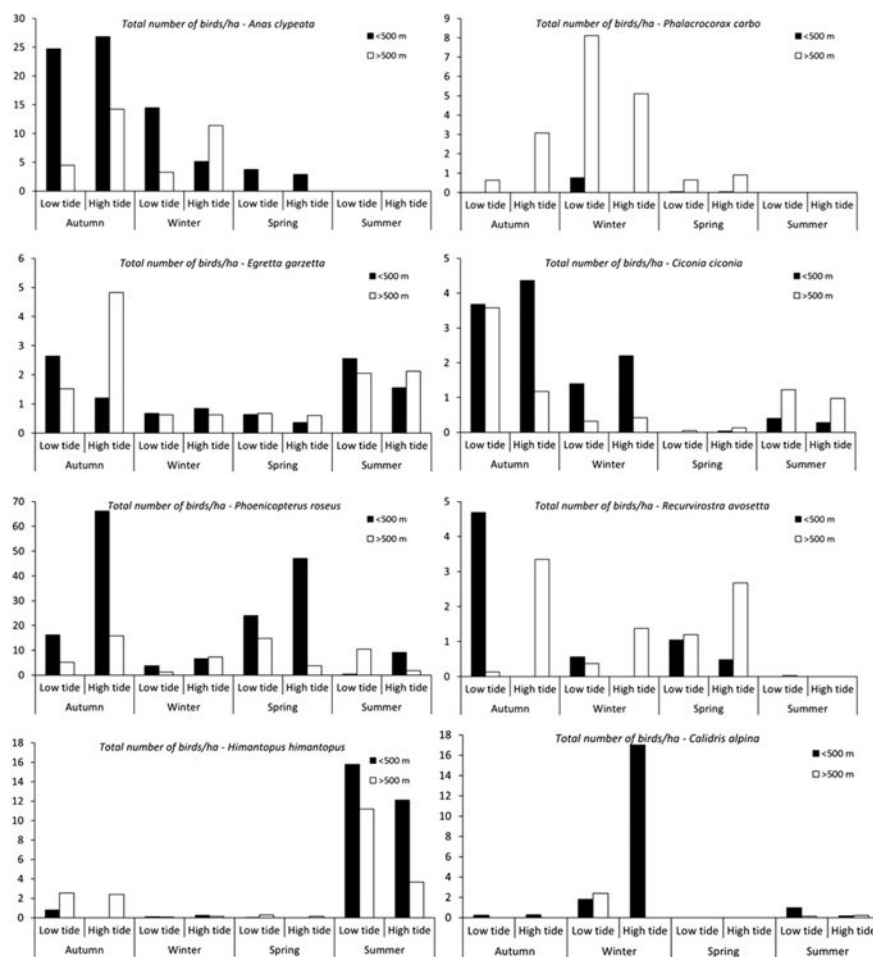 Total number of birds/ha - Anas clypeata
<500 m
>500 m
30
25
20
15
10
5
0
Low tide High tide Low tide High tide Low tide High tide Low tide High tide
Autumn Winter Spring Summer
Total number of birds/ha - Phalacrocorax carbo
<500 m
>500 m
9
8
7
6
5
4
3
2
1
0
Low tide High tide Low tide High tide Low tide High tide Low tide High tide
Autumn Winter Spring Summer
Total number of birds/ha - Egretta garzetta
<500 m
>500 m
6
5
4
3
2
1
0
Low tide High tide Low tide High tide Low tide High tide Low tide High tide
Autumn Winter Spring Summer
Total number of birds/ha - Ciconia ciconia
<500 m
>500 m
5
4
3
2
1
0
Low tide High tide Low tide High tide Low tide High tide Low tide High tide
Autumn Winter Spring Summer
Total number of birds/ha - Phoenicopterus roseus
<500 m
>500 m
70
60
50
40
30
20
10
0
Low tide High tide Low tide High tide Low tide High tide Low tide High tide
Autumn Winter Spring Summer
Total number of birds/ha - Recurvirostra avosetta
<500 m
>500 m
5
4
3
2
1
0
Low tide High tide Low tide High tide Low tide High tide Low tide High tide
Autumn Winter Spring Summer
Total number of birds/ha - Himantopus himantopus
<500 m
>500 m
18
16
14
12
10
8
6
4
2
0
Low tide High tide Low tide High tide Low tide High tide Low tide High tide
Autumn Winter Spring Summer
Total number of birds/ha - Calidris alpina
<500 m
>500 m
18
16
14
12
10
8
6
4
2
0
Low tide High tide Low tide High tide Low tide High tide Low tide High tide
Autumn Winter Spring Summer